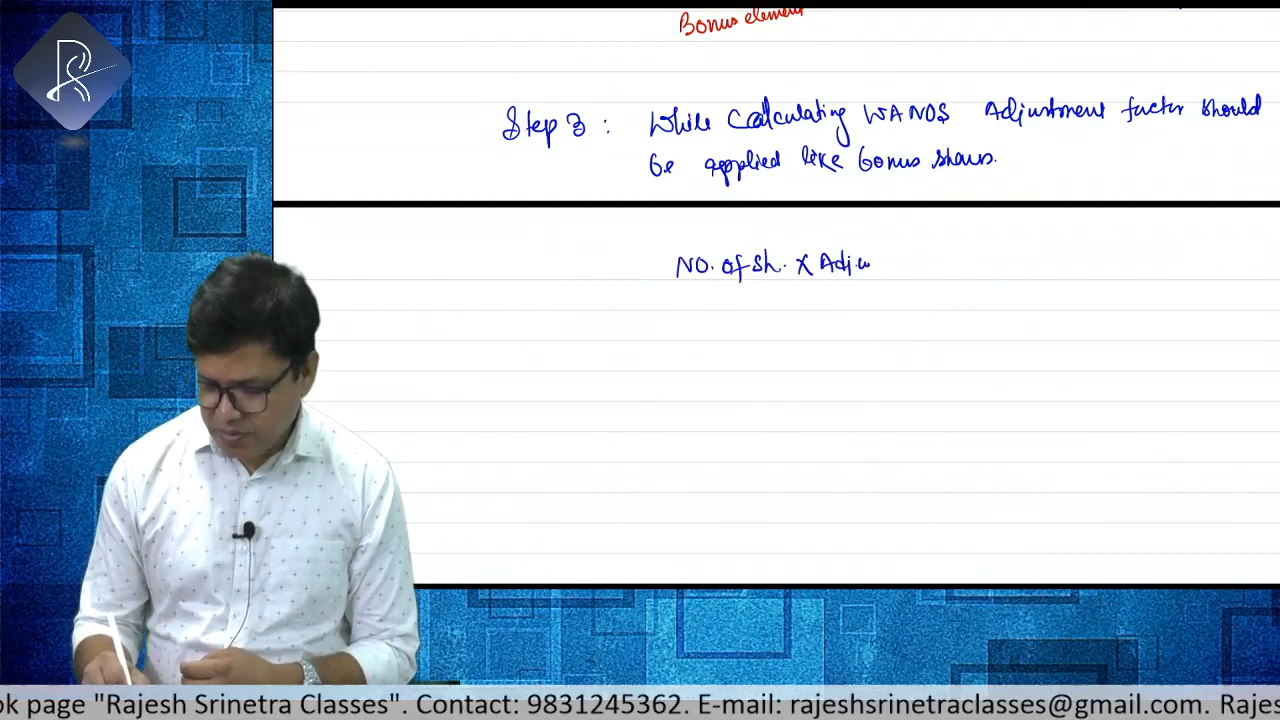 Bonus element
Step 3 : While Calculating WANOS Adjustment factor should
be applied like bonus shares.
NO. of sh. X Adju
ok page "Rajesh Srinetra Classes". Contact: 9831245362. E-mail: rajeshsrinetraclasses@gmail.com. Rajes